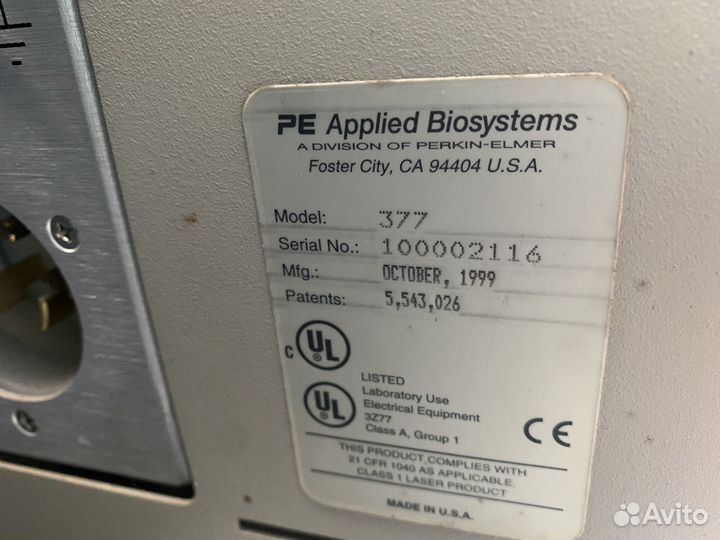 PE Applied Biosystems
A DIVISION OF PERKIN-ELMER
Foster City, CA 94404 U.S.A.
Model: 377
Serial No.: 100002116
Mfg.: OCTOBER, 1999
Patents: 5,543,026
C UL
UL
LISTED
Laboratory Use
Electrical Equipment
3Z77
Class A, Group 1
CE
THIS PRODUCT COMPLIES WITH
21 CFR 1040 AS APPLICABLE.
CLASS 1 LASER PRODUCT
MADE IN U.S.A.
Avito